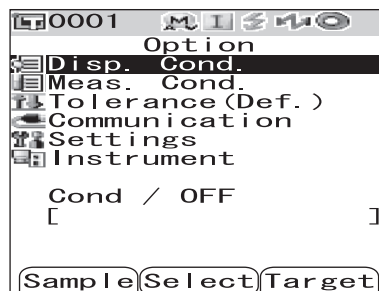 0001 M I
Option
Disp. Cond.
Meas. Cond.
Tolerance(Def.)
Communication
Settings
Instrument
Cond / OFF
[ ]
Sample Select Target